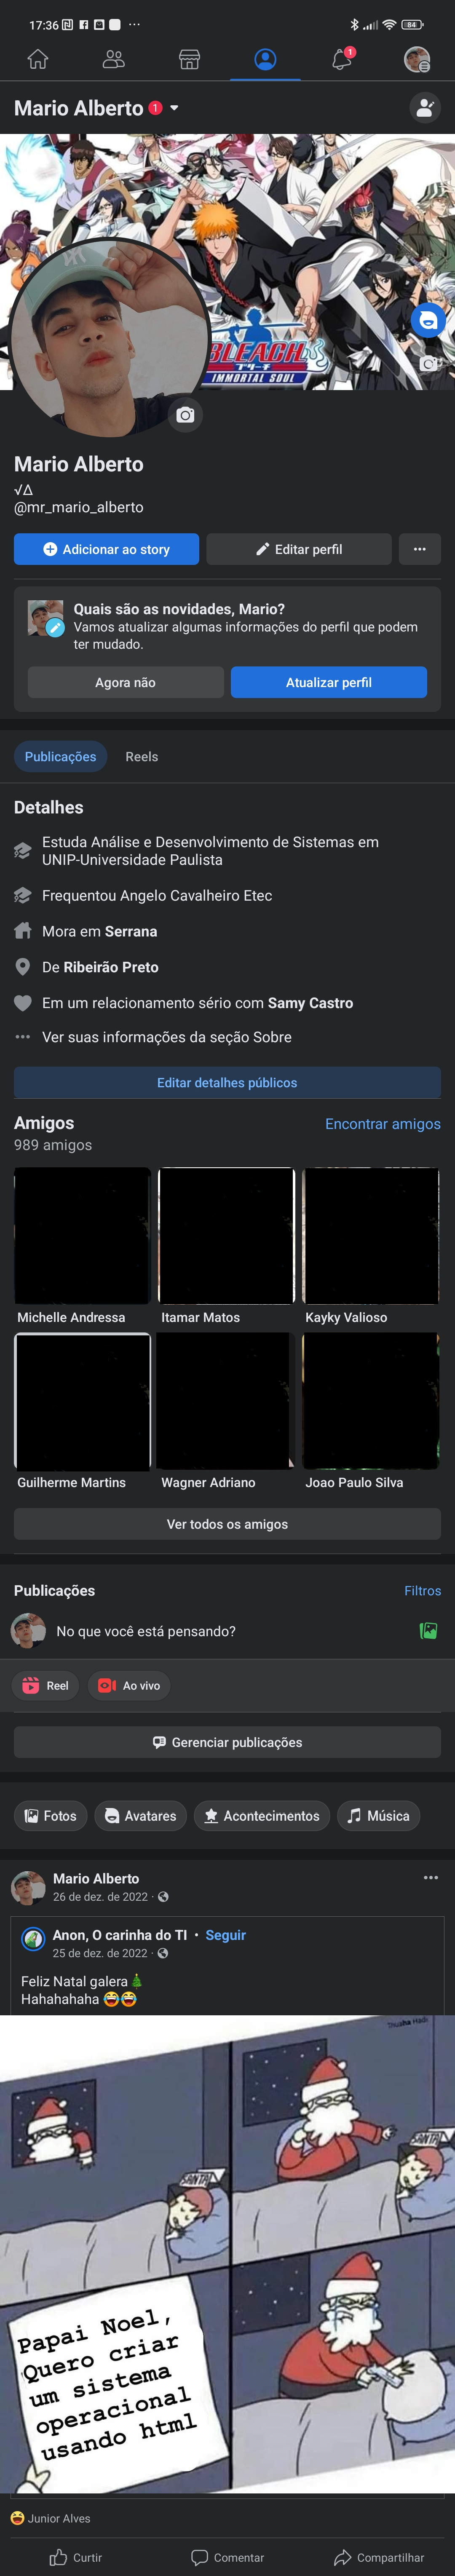 17:36
84
1
Mario Alberto 1
BLEACH
ブリーチ
IMMORTAL SOUL
Mario Alberto
√Δ
@mr_mario_alberto
Adicionar ao story
Editar perfil
Quais são as novidades, Mario?
Vamos atualizar algumas informações do perfil que podem
ter mudado.
Agora não
Atualizar perfil
Publicações
Reels
Detalhes
Estuda Análise e Desenvolvimento de Sistemas em
UNIP-Universidade Paulista
Frequentou Angelo Cavalheiro Etec
Mora em Serrana
De Ribeirão Preto
Em um relacionamento sério com Samy Castro
Ver suas informações da seção Sobre
Editar detalhes públicos
Amigos
Encontrar amigos
989 amigos
Michelle Andressa
Itamar Matos
Kayky Valioso
Guilherme Martins
Wagner Adriano
Joao Paulo Silva
Ver todos os amigos
Publicações
Filtros
No que você está pensando?
Reel
Ao vivo
Gerenciar publicações
Fotos
Avatares
Acontecimentos
Música
Mario Alberto
26 de dez. de 2022
Anon, O carinha do TI • Seguir
25 de dez. de 2022
Feliz Natal galera🎄
Hahahahaha 😂😂
SANTA
SANTA
SANTA
Papai Noel,
Quero criar
um sistema
operacional
usando html
Junior Alves
Curtir
Comentar
Compartilhar